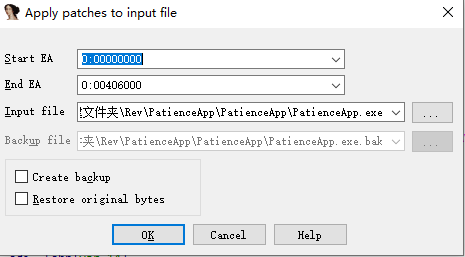 Apply patches to input file
Start EA
0:00000000
End EA
0:00406000
Input file
文件夹\Rev\PatienceApp\PatienceApp\PatienceApp.exe
...
Backup file
夹\Rev\PatienceApp\PatienceApp\PatienceApp.exe.bak
...
Create backup
Restore original bytes
OK
Cancel
Help